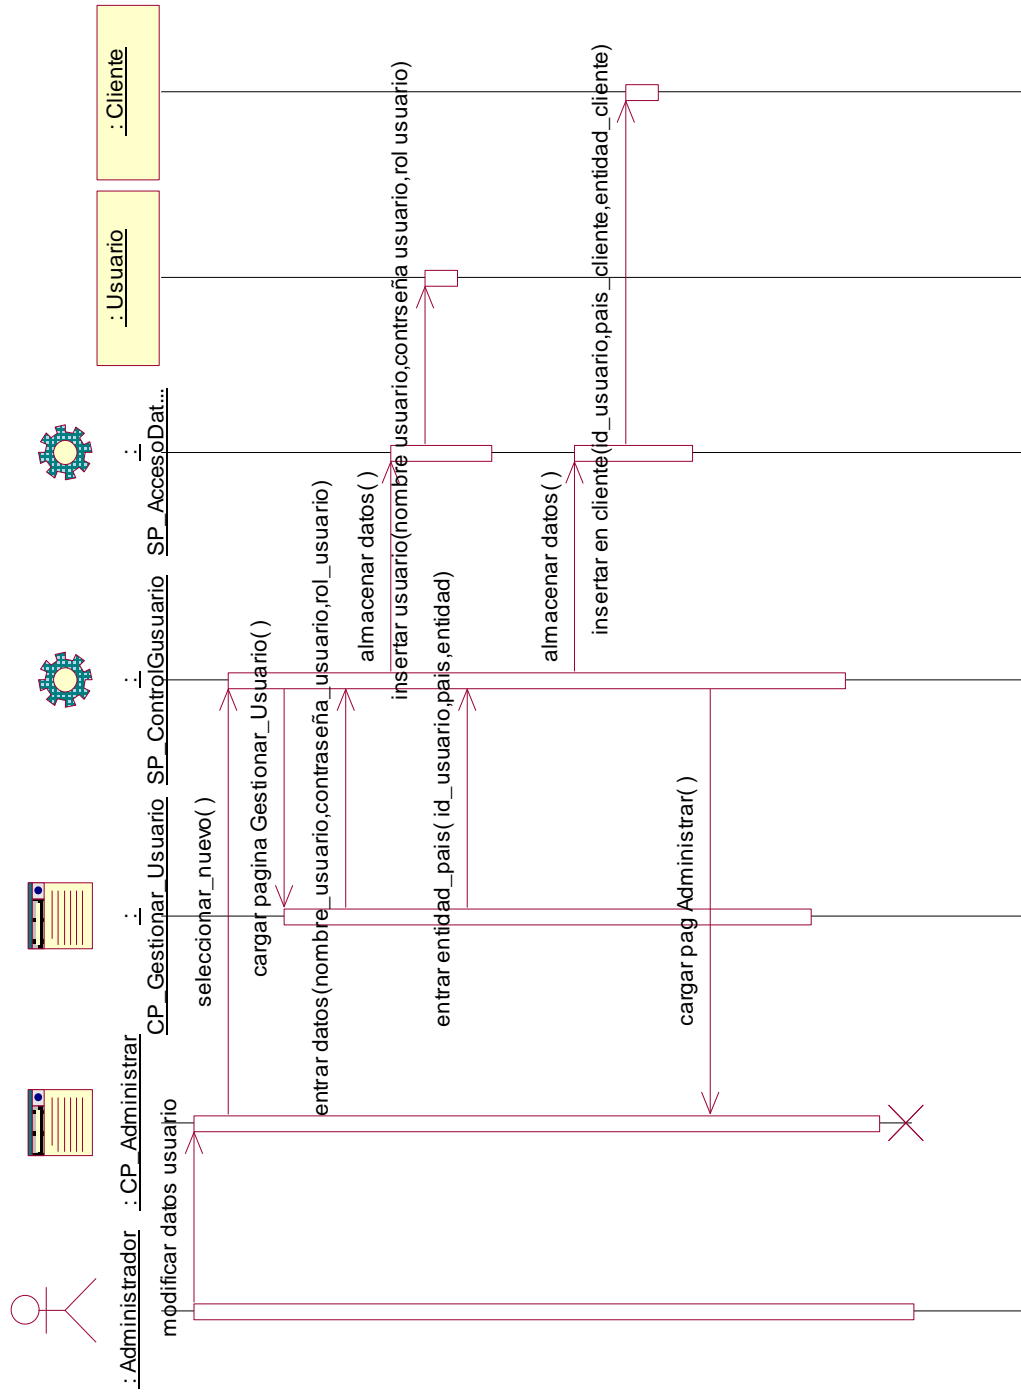 : Administrador
: CP_Administrar
:
CP_Gestionar_Usuario
:
SP_ControlGusuario
:
SP_AccesoDat...
: Usuario
: Cliente
modificar datos usuario
seleccionar_nuevo( )
cargar pagina Gestionar_Usuario( )
entrar datos(nombre_usuario,contraseña_usuario,rol_usuario)
almacenar datos( )
insertar usuario(nombre usuario,contrseña usuario,rol usuario)
entrar entidad_pais( id_usuario,pais,entidad)
almacenar datos( )
insertar en cliente(id_usuario,pais_cliente,entidad_cliente)
cargar pag Administrar( )